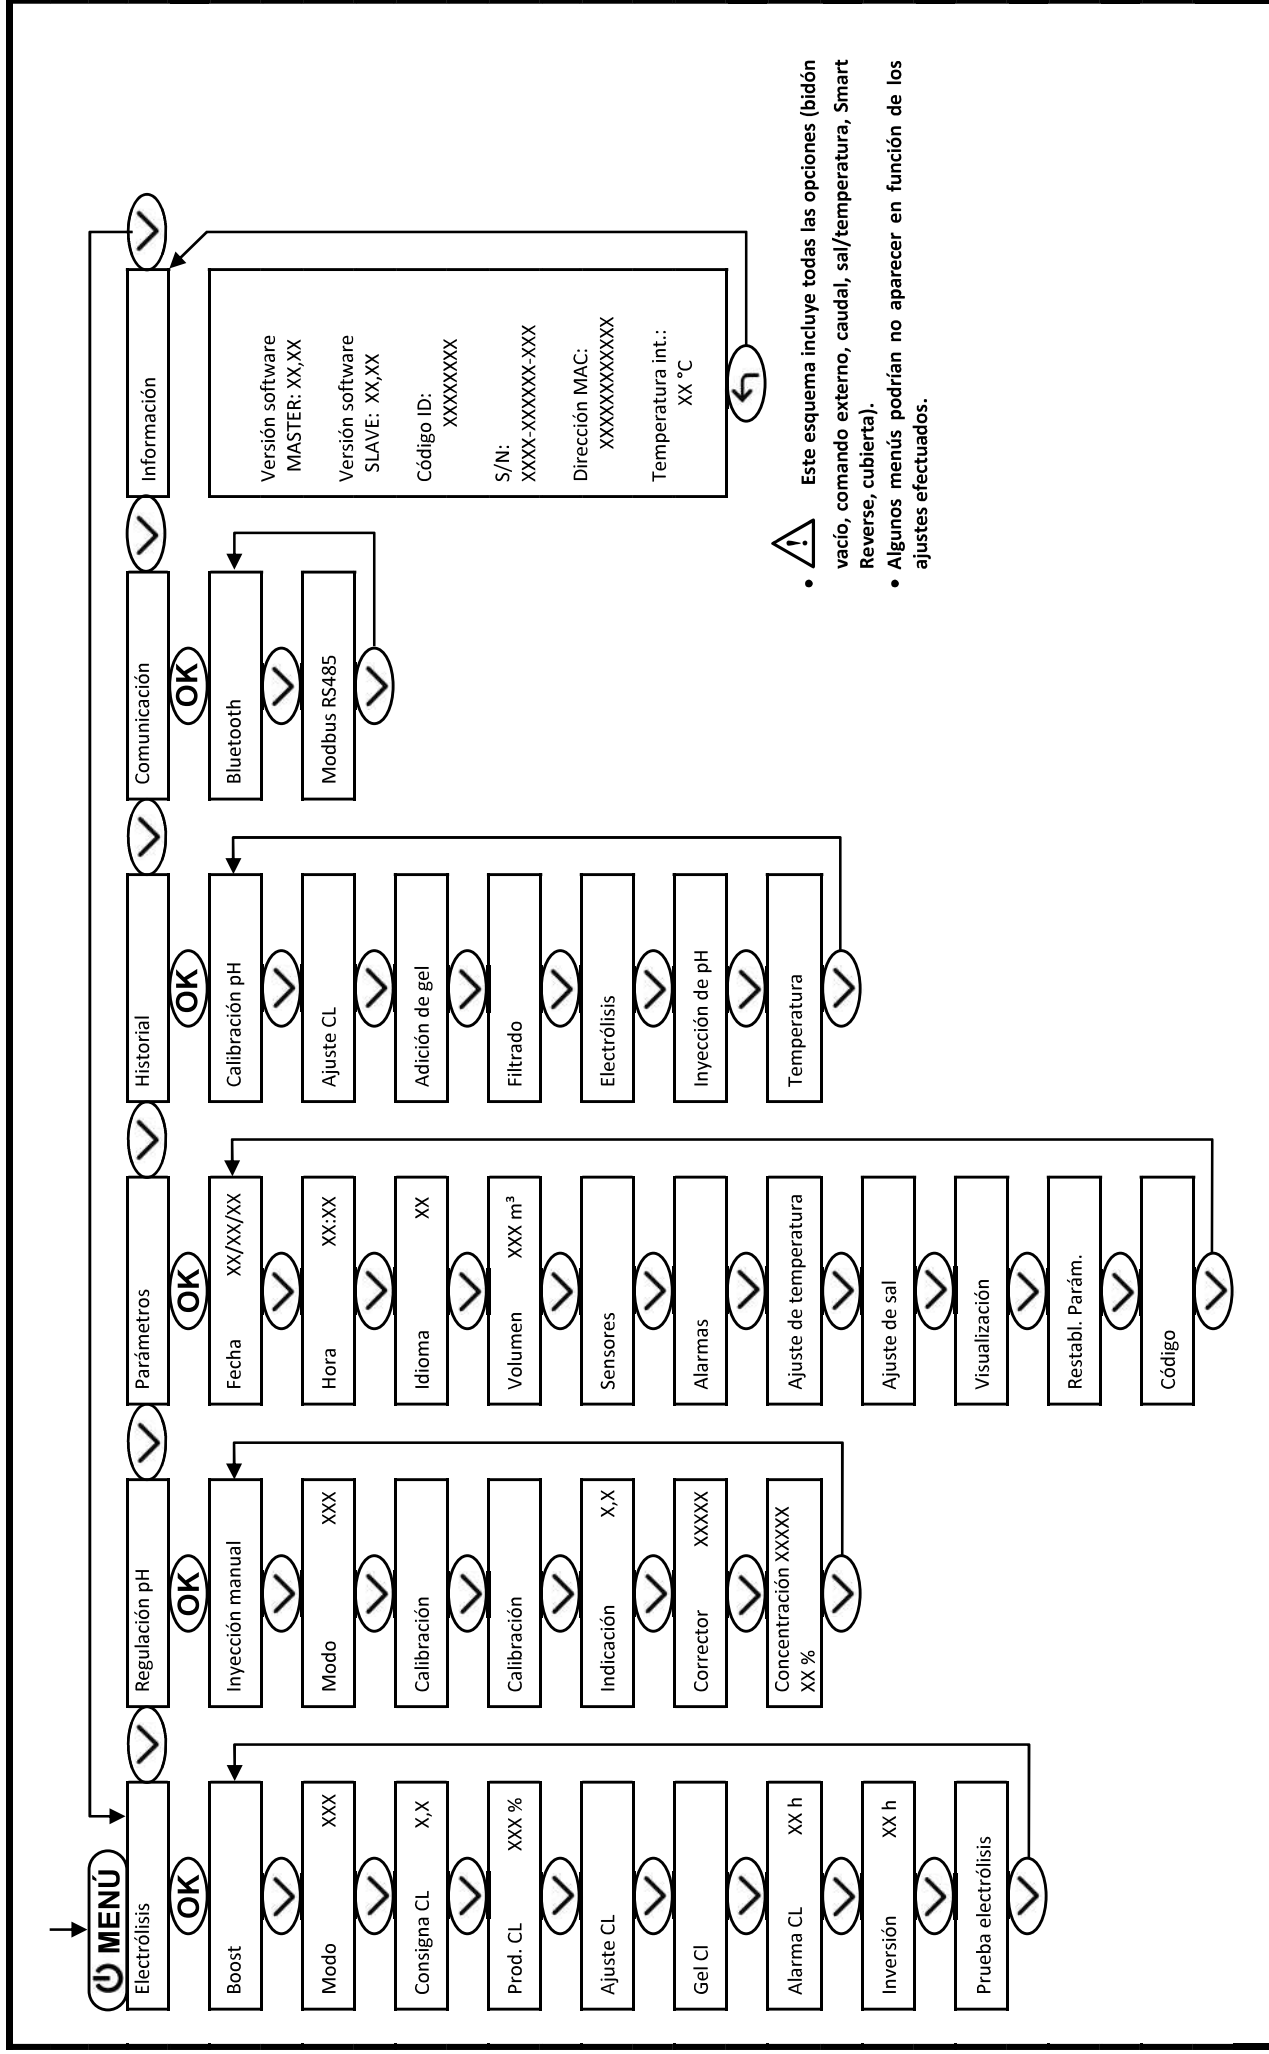 MENÚ
Electrólisis
OK
Boost
Modo XXX
Consigna CL X,X
Prod. CL XXX %
Ajuste CL
Gel Cl
Alarma CL XX h
Inversión XX h
Prueba electrólisis
Regulación pH
OK
Inyección manual
Modo XXX
Calibración
Calibración
Indicación X,X
Corrector XXXXX
Concentración XXXXX
XX %
Parámetros
OK
Fecha XX/XX/XX
Hora XX:XX
Idioma XX
Volumen XXX m³
Sensores
Alarmas
Ajuste de temperatura
Ajuste de sal
Visualización
Restabl. Parám.
Código
Historial
OK
Calibración pH
Ajuste CL
Adición de gel
Filtrado
Electrólisis
Inyección de pH
Temperatura
Comunicación
OK
Bluetooth
Modbus RS485
Información
Versión software
MASTER: XX,XX
Versión software
SLAVE: XX,XX
Código ID:
XXXXXXXX
S/N:
XXXX-XXXXXX-XXX
Dirección MAC:
XXXXXXXXXXXX
Temperatura int.:
XX °C
• Este esquema incluye todas las opciones (bidón
vacío, comando externo, caudal, sal/temperatura, Smart
Reverse, cubierta).
• Algunos menús podrían no aparecer en función de los
ajustes efectuados.